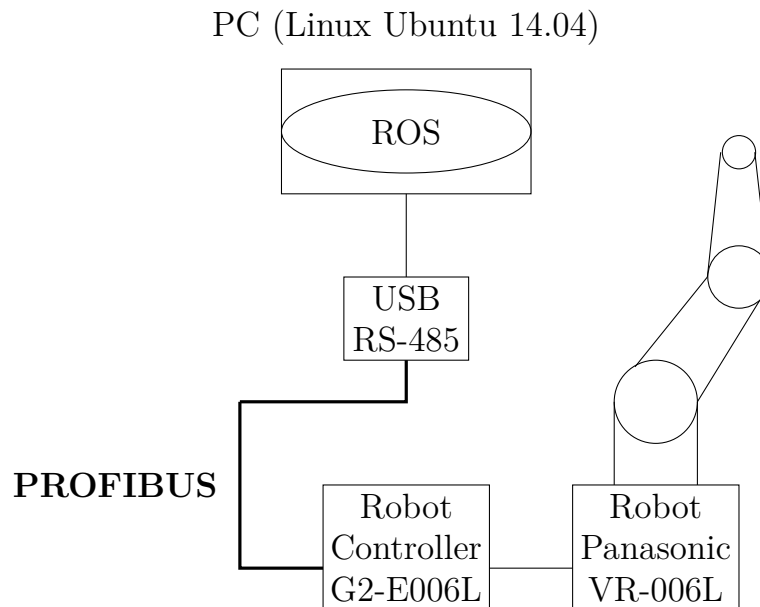 PC (Linux Ubuntu 14.04)
ROS
USB
RS-485
PROFIBUS
Robot
Controller
G2-E006L
Robot
Panasonic
VR-006L